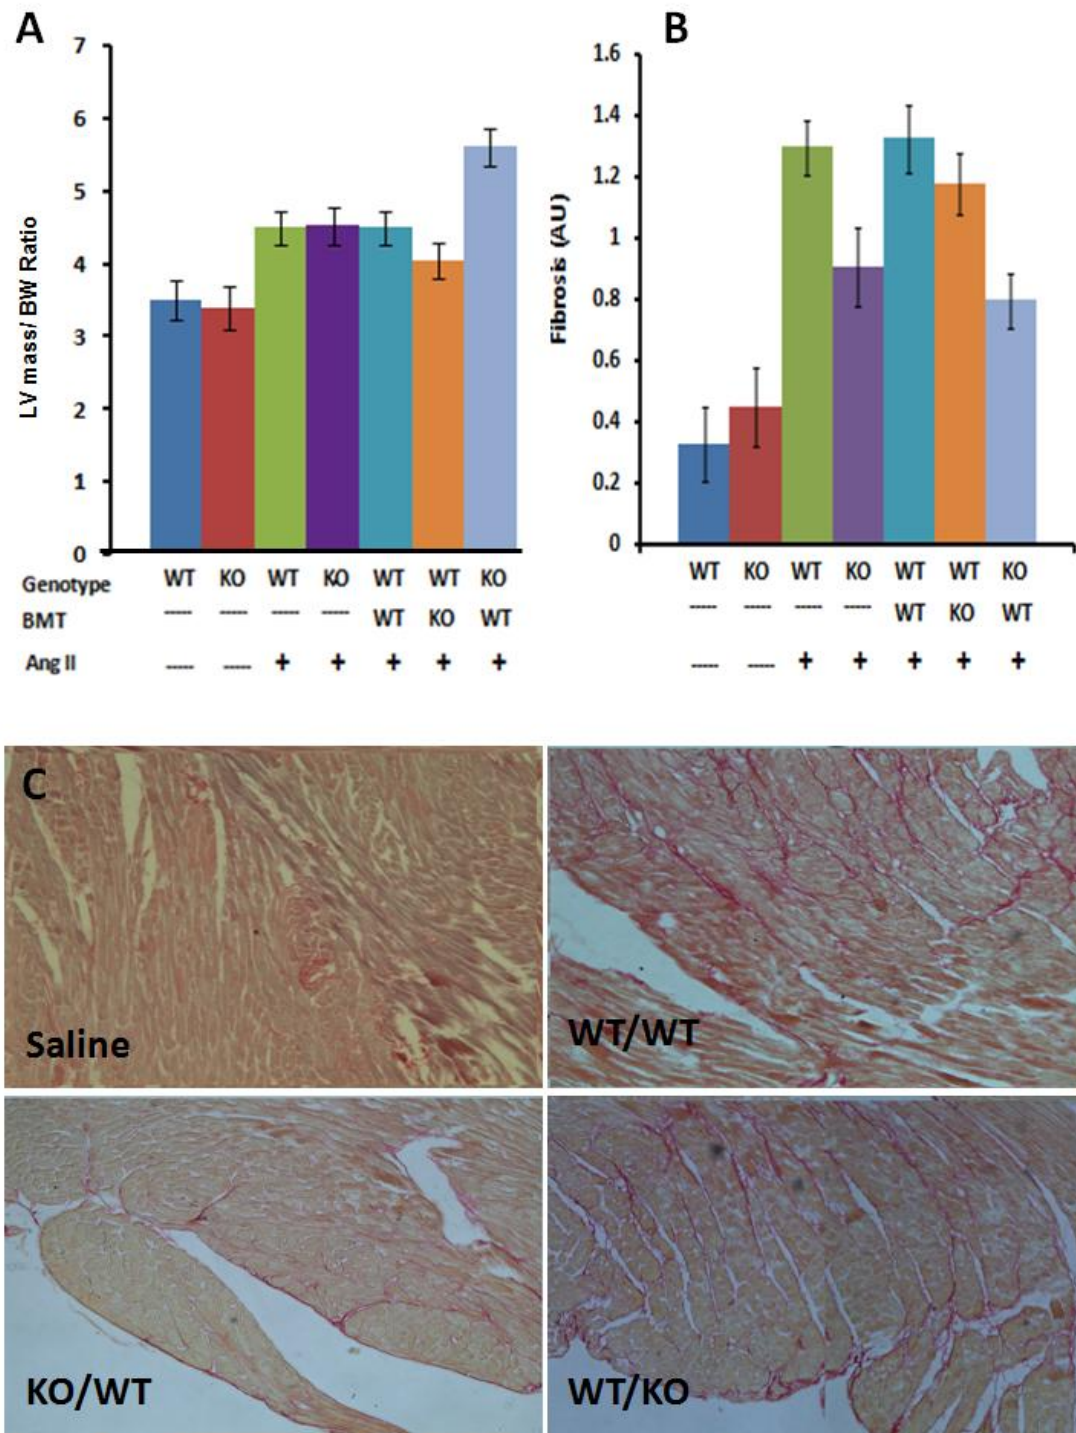 A
7
6
5
4
3
2
1
0
LV mass/ BW Ratio
Genotype WT KO WT KO WT WT KO
BMT ----- ----- ----- ----- WT KO WT
Ang II ----- ----- + + + + +
B
1.6
1.4
1.2
1
0.8
0.6
0.4
0.2
0
Fibrosis (AU)
WT KO WT KO WT WT KO
----- ----- ----- ----- WT KO WT
----- ----- + + + + +
C
Saline
WT/WT
KO/WT
WT/KO